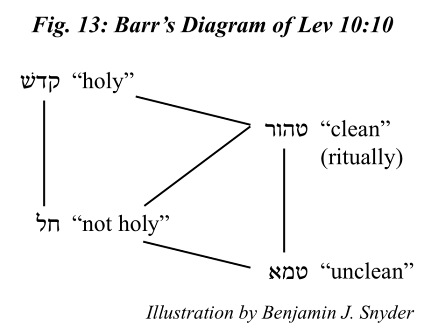 Fig. 13: Barr’s Diagram of Lev 10:10
קדשׁ “holy”
טהור “clean”
(ritually)
חל “not holy”
טמא “unclean”
Illustration by Benjamin J. Snyder